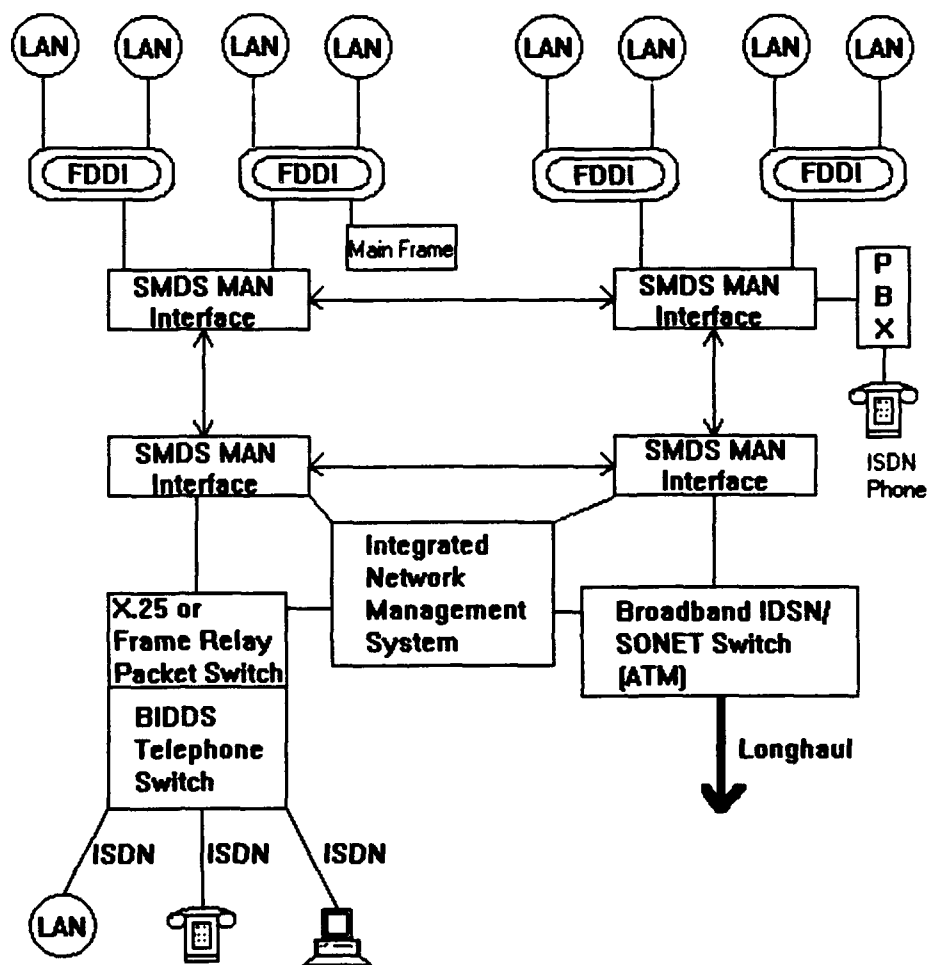 LAN LAN LAN LAN LAN LAN LAN LAN
FDDI FDDI FDDI FDDI
Main Frame
SMDS MAN
Interface
SMDS MAN
Interface
P
B
X
ISDN
Phone
SMDS MAN
Interface
SMDS MAN
Interface
Integrated
Network
Management
System
X.25 or
Frame Relay
Packet Switch
Broadband IDSN/
SONET Switch
(ATM)
BIDDS
Telephone
Switch
Longhaul
ISDN ISDN ISDN
LAN